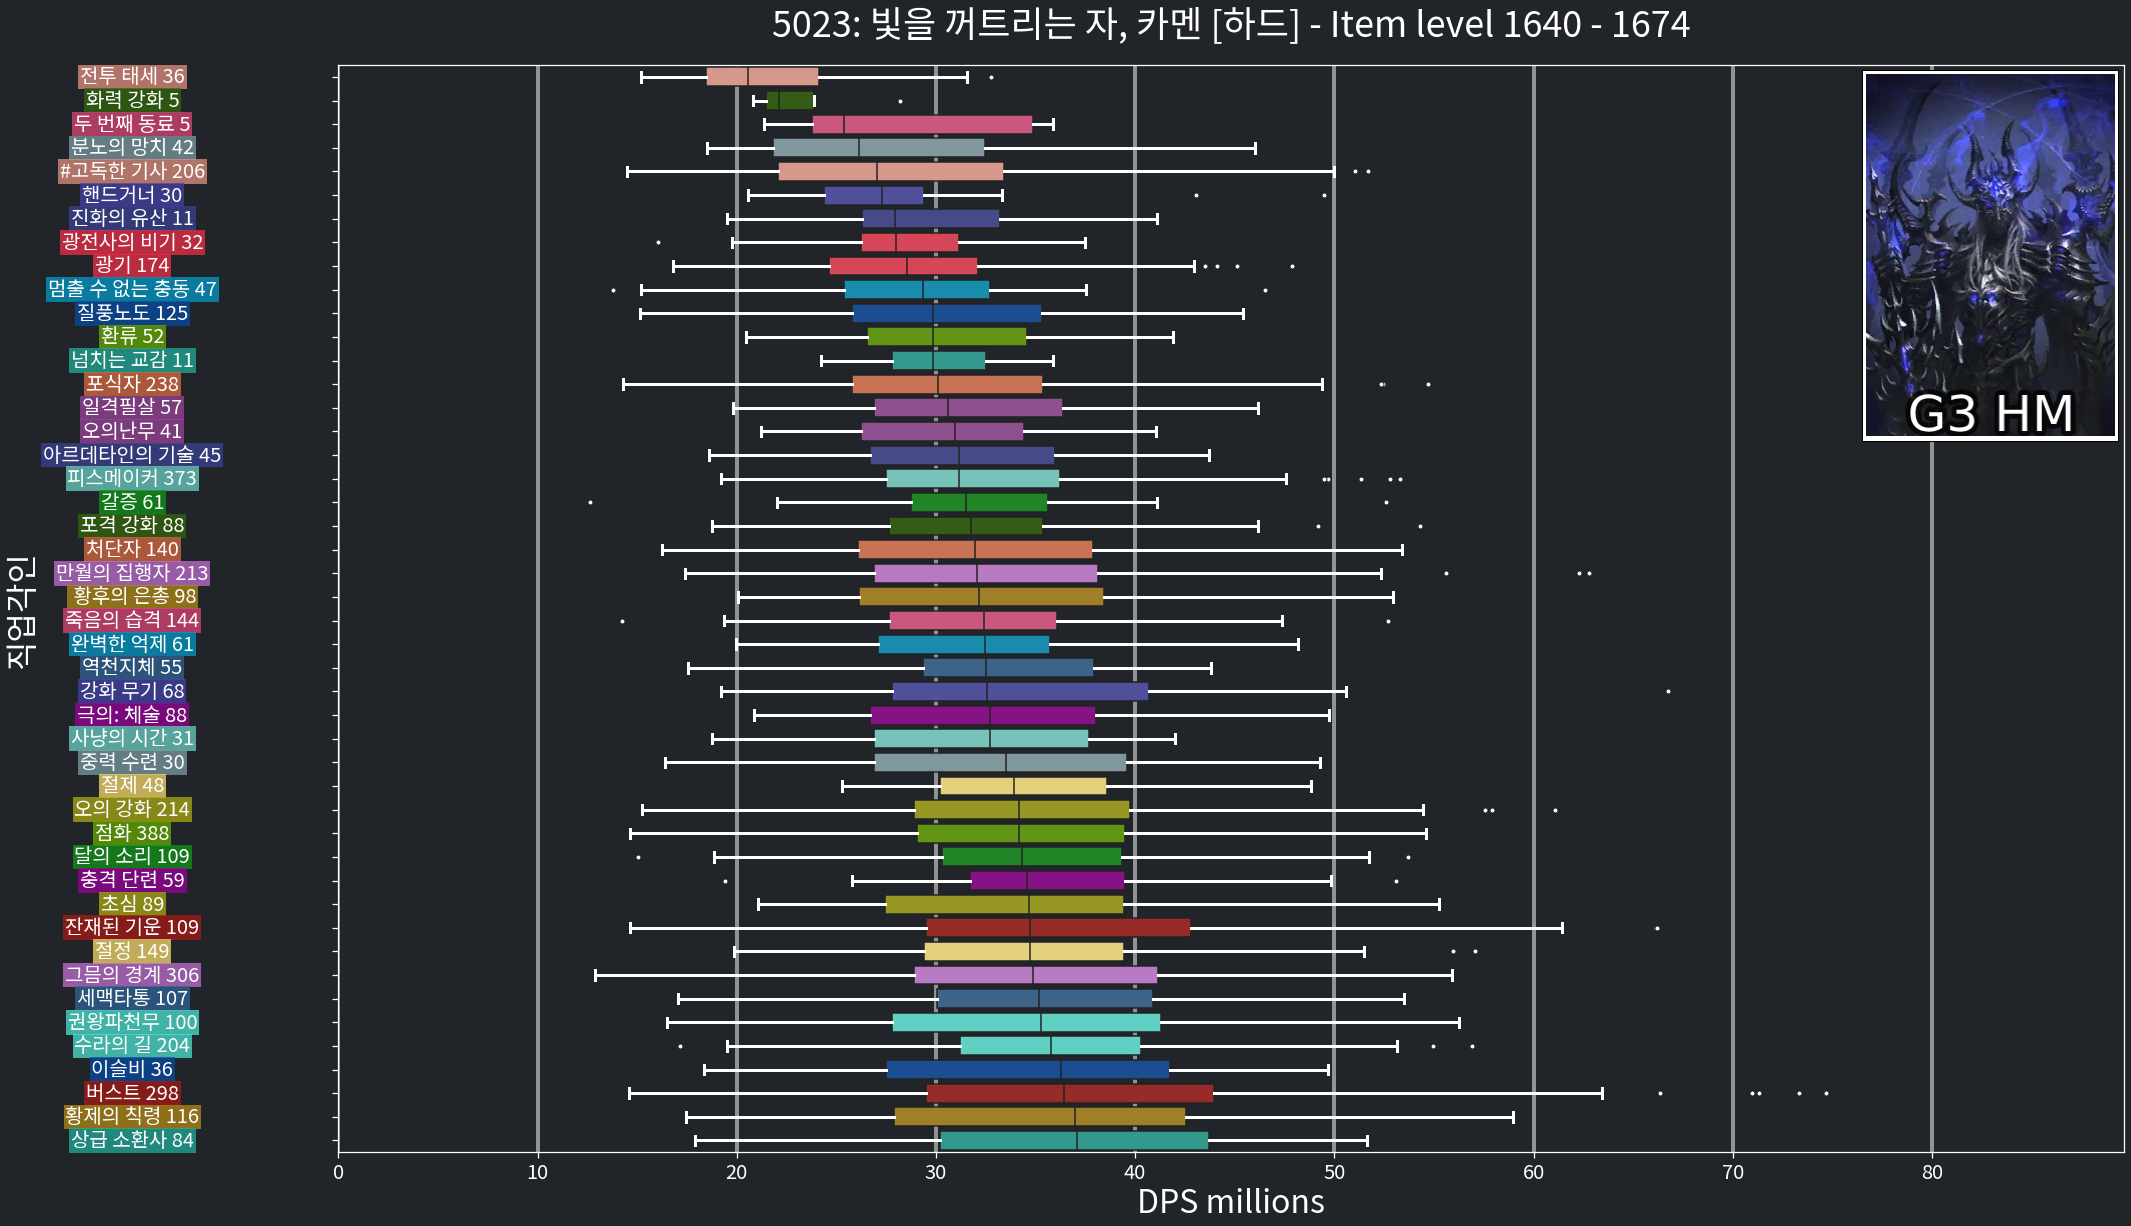 5023: 빛을 꺼트리는 자, 카멘 [하드] - Item level 1640 - 1674
전투 태세 36
화력 강화 5
두 번째 동료 5
분노의 망치 42
#고독한 기사 206
핸드거너 30
진화의 유산 11
광전사의 비기 32
광기 174
멈출 수 없는 충동 47
질풍노도 125
환류 52
넘치는 교감 11
포식자 238
일격필살 57
오의난무 41
아르데타인의 기술 45
피스메이커 373
갈증 61
포격 강화 88
처단자 140
만월의 집행자 213
황후의 은총 98
죽음의 습격 144
완벽한 억제 61
역천지체 55
강화 무기 68
극의: 체술 88
사냥의 시간 31
중력 수련 30
절제 48
오의 강화 214
점화 388
달의 소리 109
충격 단련 59
초심 89
잔재된 기운 109
절정 149
그믐의 경계 306
세맥타통 107
권왕파천무 100
수라의 길 204
이슬비 36
버스트 298
황제의 칙령 116
상급 소환사 84
직업각인
G3 HM
0 10 20 30 40 50 60 70 80
DPS millions